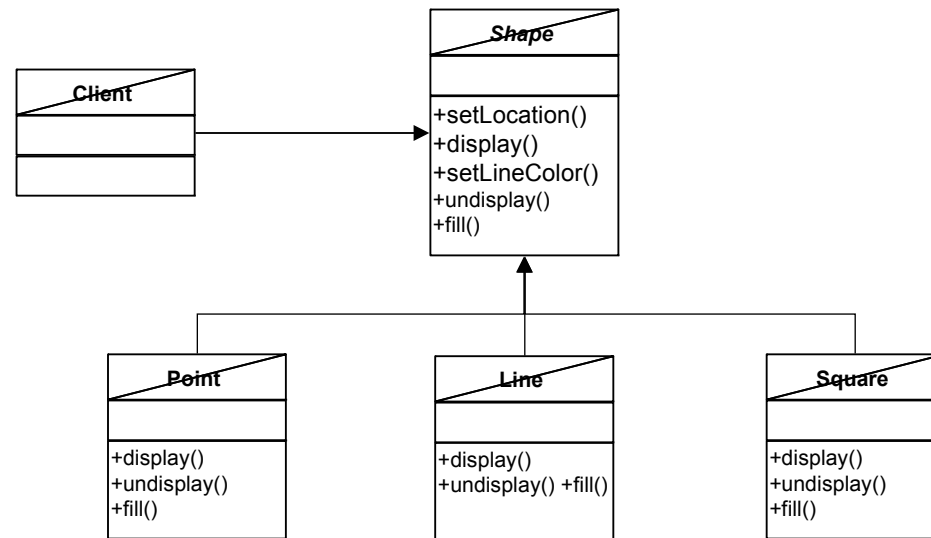 Shape
Client
+setLocation()
+display()
+setLineColor()
+undisplay()
+fill()
Point
+display()
+undisplay()
+fill()
Line
+display()
+undisplay() +fill()
Square
+display()
+undisplay()
+fill()